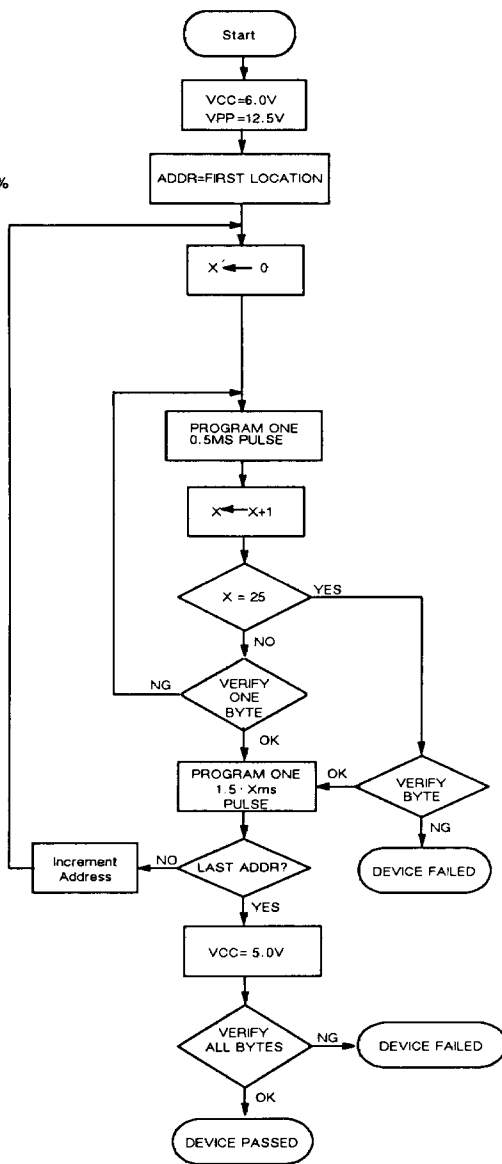 Start
VCC=6.0V
VPP=12.5V
%
ADDR=FIRST LOCATION
X ← 0
PROGRAM ONE
0.5MS PULSE
X ← X+1
X = 25
YES
NO
NG
VERIFY
ONE
BYTE
OK
PROGRAM ONE
1.5 · Xms
PULSE
OK
VERIFY
BYTE
NG
DEVICE FAILED
Increment
Address
NO
LAST ADDR?
YES
VCC= 5.0V
VERIFY
ALL BYTES
NG
DEVICE FAILED
OK
DEVICE PASSED